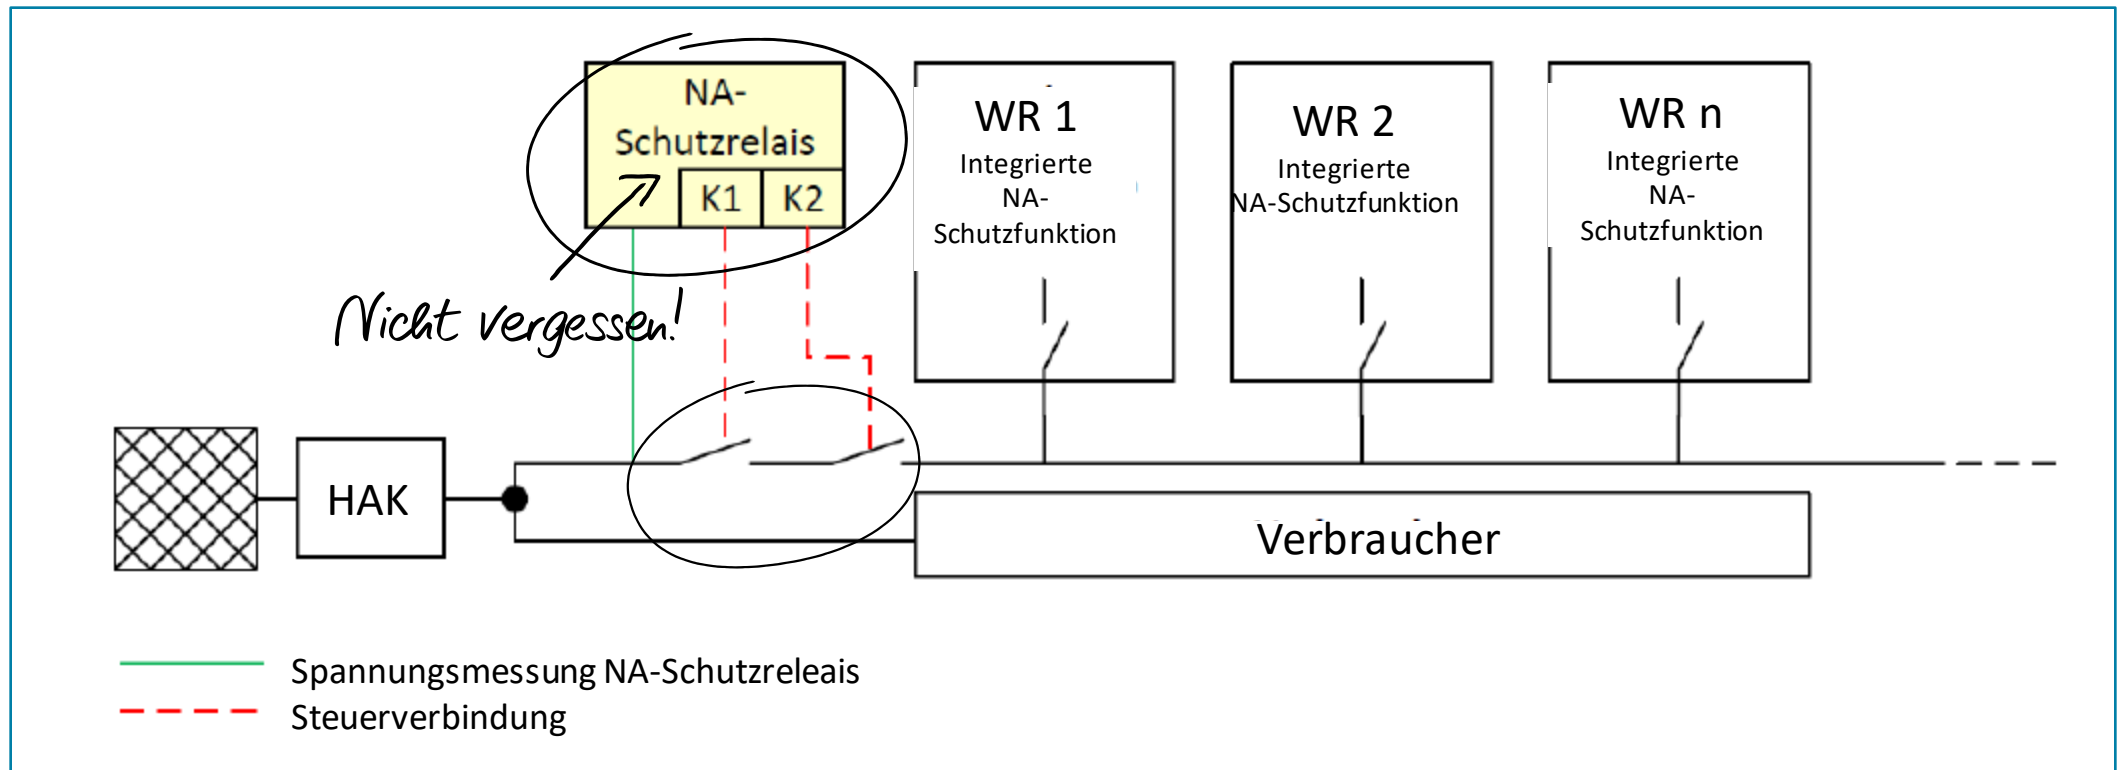 NA-
Schutzrelais
K1 K2
WR 1
Integrierte
NA-
Schutzfunktion
WR 2
Integrierte
NA-Schutzfunktion
WR n
Integrierte
NA-
Schutzfunktion
Nicht vergessen!
HAK
Verbraucher
Spannungsmessung NA-Schutzreleais
Steuerverbindung